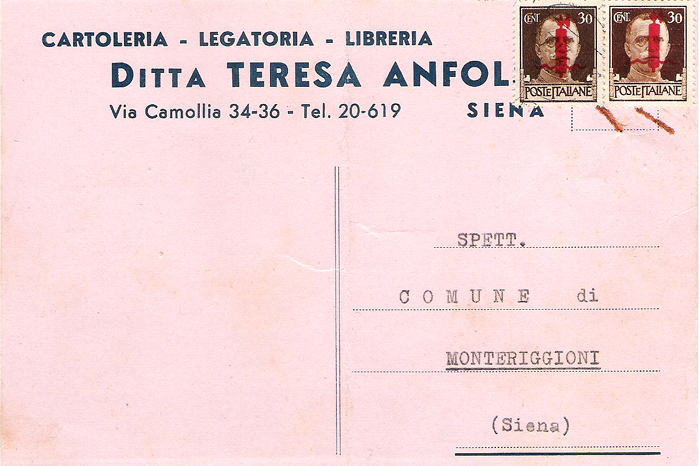 CARTOLERIA - LEGATORIA - LIBRERIA
DITTA TERESA
Via Camollia 34-36 - Tel. 20-619 SIENA
CENT. 30
POSTE ITALIANE
CENT. 30
POSTE ITALIANE
SPETT.
COMUNE di
MONTERIGGIONI
(Siena)